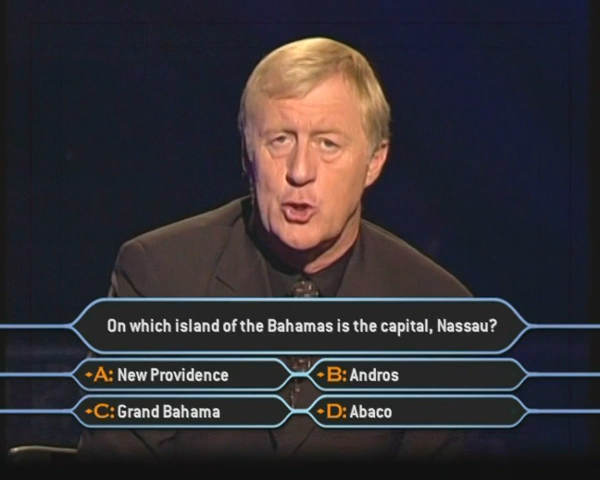 On which island of the Bahamas is the capital, Nassau?
A: New Providence
B: Andros
C: Grand Bahama
D: Abaco